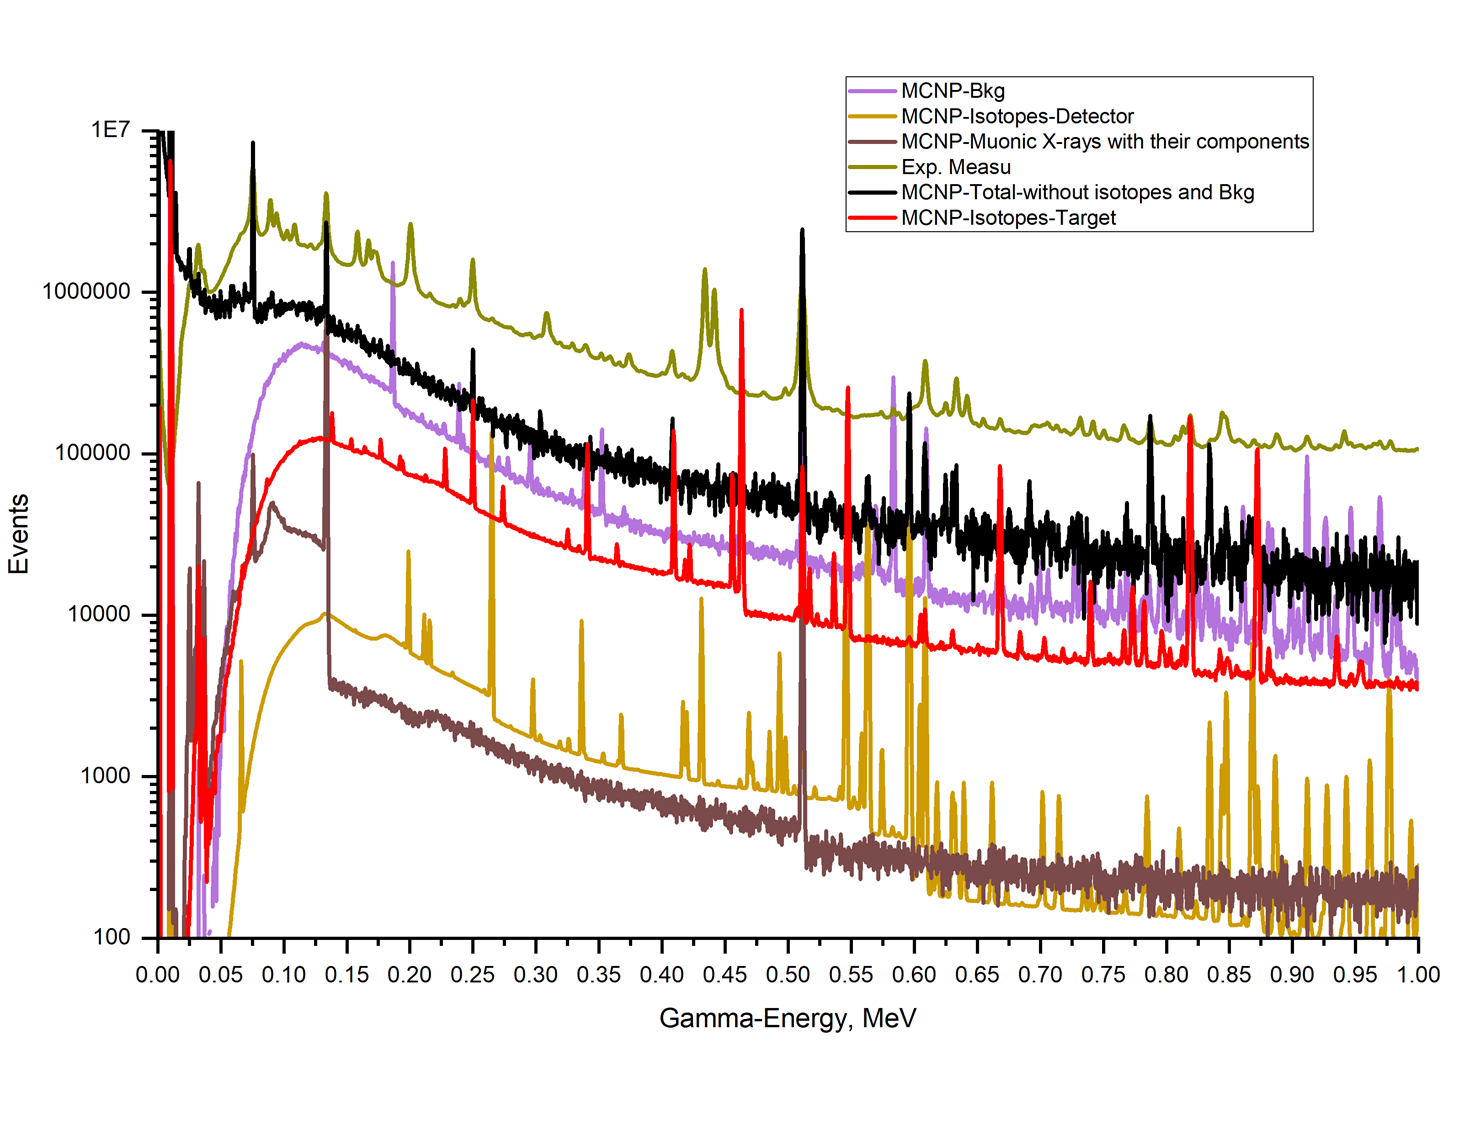 MCNP-Bkg
MCNP-Isotopes-Detector
MCNP-Muonic X-rays with their components
Exp. Measu
MCNP-Total-without isotopes and Bkg
MCNP-Isotopes-Target
1E7
1000000
100000
10000
1000
100
Events
0.00 0.05 0.10 0.15 0.20 0.25 0.30 0.35 0.40 0.45 0.50 0.55 0.60 0.65 0.70 0.75 0.80 0.85 0.90 0.95 1.00
Gamma-Energy, MeV